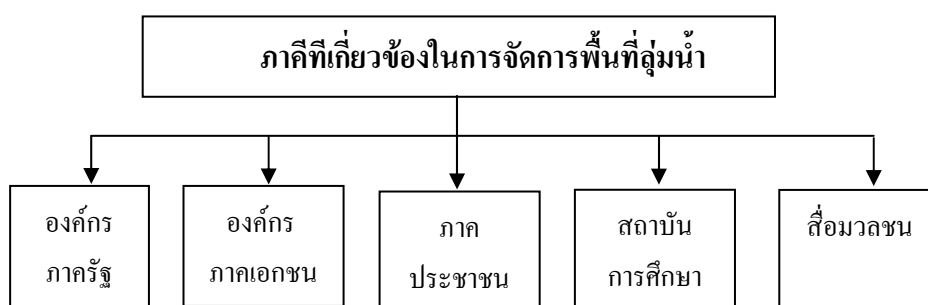 ภาคีทีเกี่ยวข้องในการจัดการพื้นที่ลุ่มน้ำ
องค์กร
ภาครัฐ
องค์กร
ภาคเอกชน
ภาค
ประชาชน
สถาบัน
การศึกษา
สื่อมวลชน